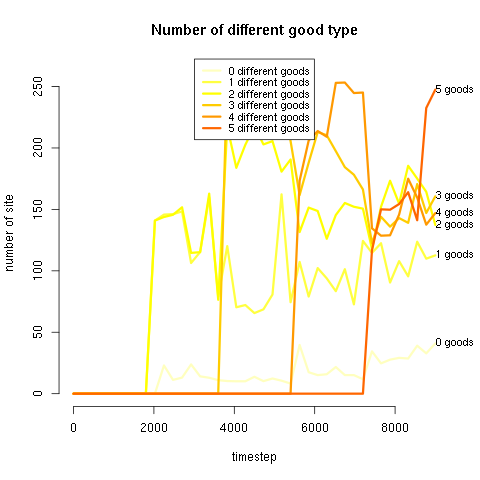 Number of different good type
0 different goods
1 different goods
2 different goods
3 different goods
4 different goods
5 different goods
number of site
250
200
150
100
50
0
5 goods
3 goods
4 goods
2 goods
1 goods
0 goods
0 2000 4000 6000 8000
timestep